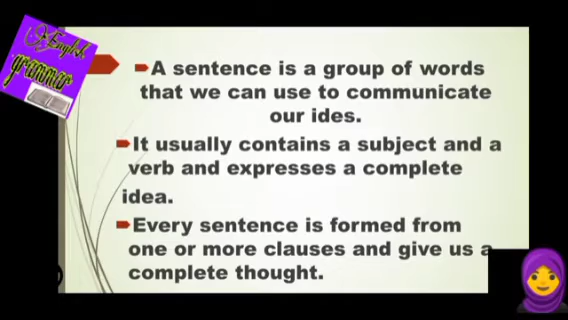 English
grammar
A sentence is a group of words
that we can use to communicate
our ides.
It usually contains a subject and a
verb and expresses a complete
idea.
Every sentence is formed from
one or more clauses and give us a
complete thought.